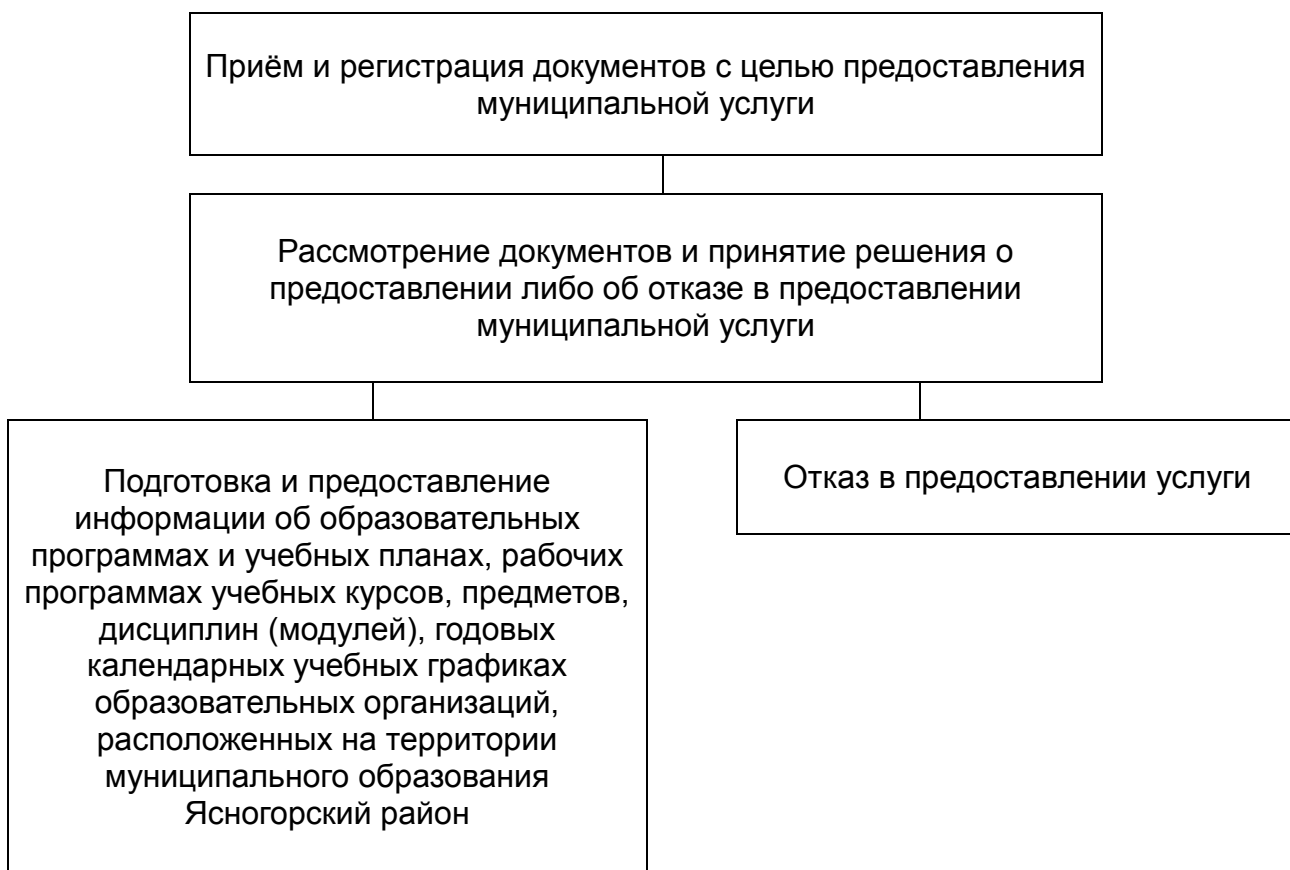 Приём и регистрация документов с целью предоставления
муниципальной услуги
Рассмотрение документов и принятие решения о
предоставлении либо об отказе в предоставлении
муниципальной услуги
Подготовка и предоставление
информации об образовательных
программах и учебных планах, рабочих
программах учебных курсов, предметов,
дисциплин (модулей), годовых
календарных учебных графиках
образовательных организаций,
расположенных на территории
муниципального образования
Ясногорский район
Отказ в предоставлении услуги